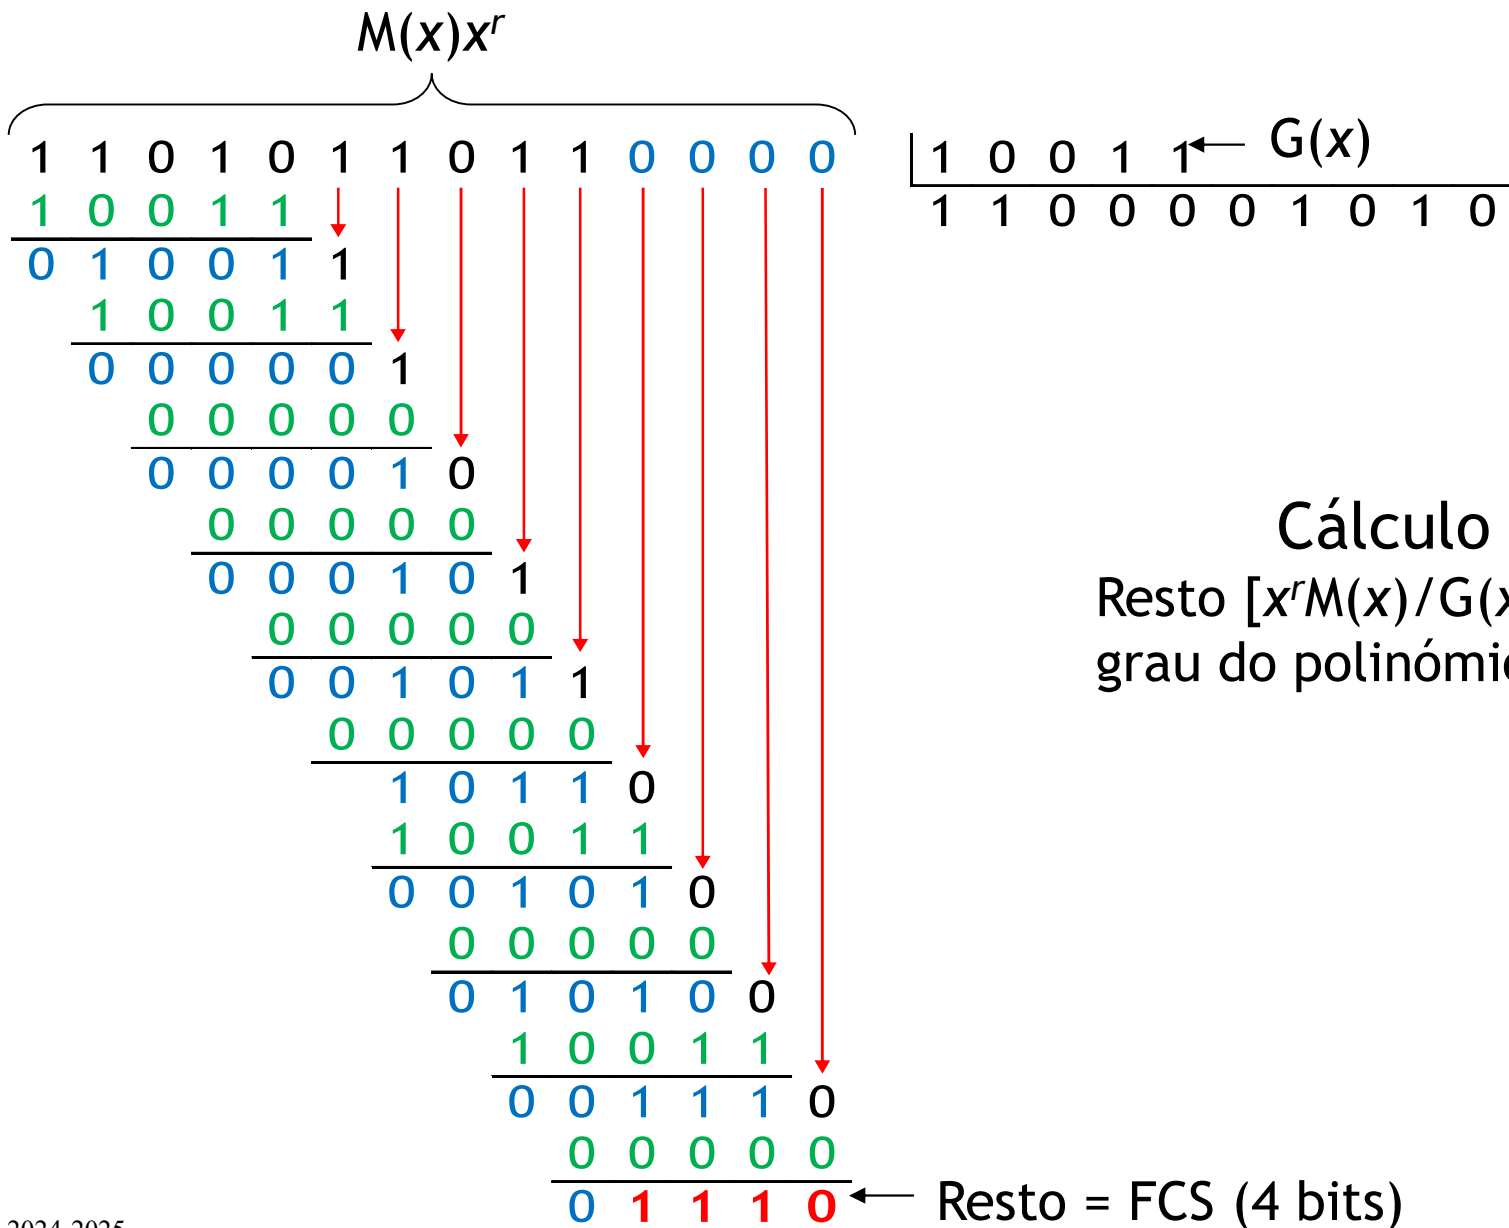 M(x)xʳ
1 1 0 1 0 1 1 0 1 1 0 0 0 0 1 0 0 1 1 G(x)
1 0 0 1 1 1 1 0 0 0 0 1 0 1 0
0 1 0 0 1 1
1 0 0 1 1
0 0 0 0 0 1
0 0 0 0 0
0 0 0 0 1 0
0 0 0 0 0
0 0 0 1 0 1
0 0 0 0 0
0 0 1 0 1 1
0 0 0 0 0
1 0 1 1 0
1 0 0 1 1
0 0 1 0 1 0
0 0 0 0 0
0 1 0 1 0 0
1 0 0 1 1
0 0 1 1 1 0
0 0 0 0 0
0 1 1 1 0 Resto = FCS (4 bits)
Cálculo
Resto [xʳM(x)/G(x
grau do polinómi
2024-2025